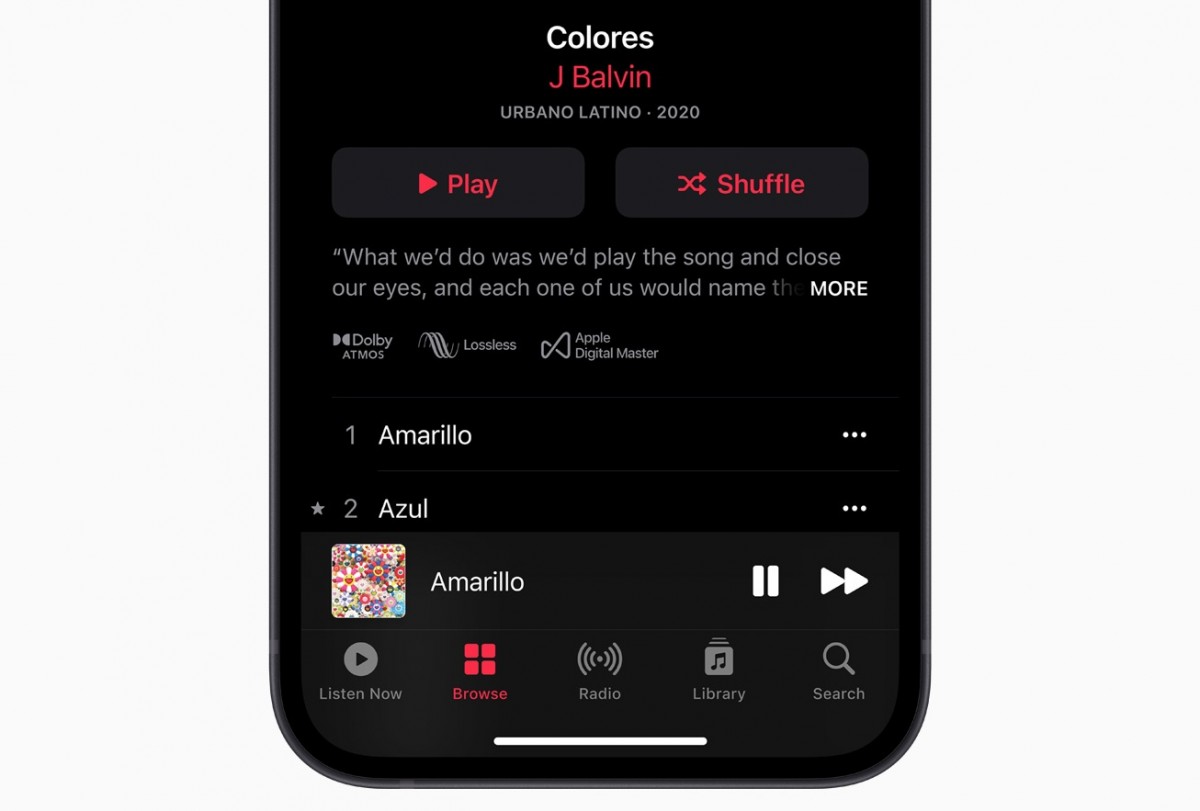 Colores
J Balvin
URBANO LATINO · 2020
Play
Shuffle
“What we’d do was we’d play the song and close
our eyes, and each one of us would name the MORE
Dolby
ATMOS
Lossless
Apple
Digital Master
1 Amarillo
2 Azul
Amarillo
Listen Now
Browse
Radio
Library
Search